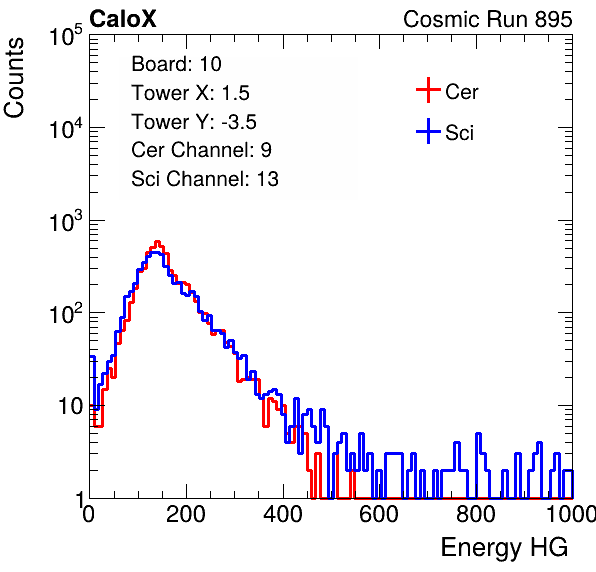 CaloX Cosmic Run 895
Counts
Board: 10
Tower X: 1.5
Tower Y: -3.5
Cer Channel: 9
Sci Channel: 13
Cer
Sci
10^5
10^4
10^3
10^2
10
1
0 200 400 600 800 1000
Energy HG